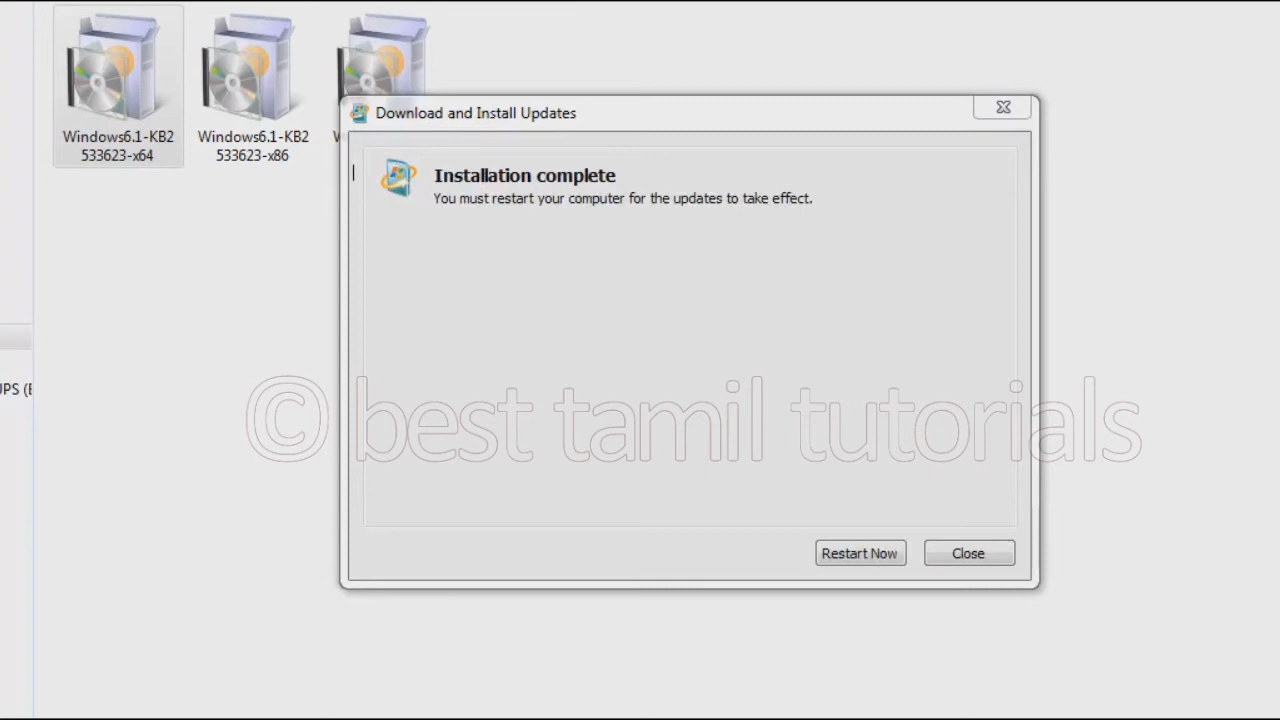 Windows6.1-KB2
533623-x64
Windows6.1-KB2
533623-x86
Download and Install Updates
Installation complete
You must restart your computer for the updates to take effect.
© best tamil tutorials
Restart Now
Close